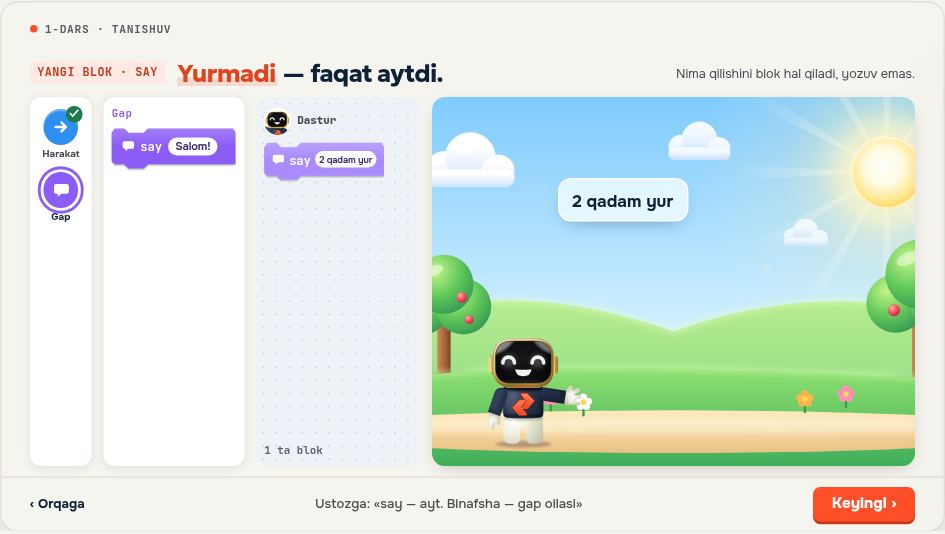 1-DARS · TANISHUV
YANGI BLOK · SAY
Yurmadi — faqat aytdi.
Nima qilishini blok hal qiladi, yozuv emas.
Harakat
Gap
Gap
say Salom!
Dastur
say 2 qadam yur
1 ta blok
2 qadam yur
‹ Orqaga
Ustozga: «say — ayt. Binafsha — gap oilasi»
Keyingi ›